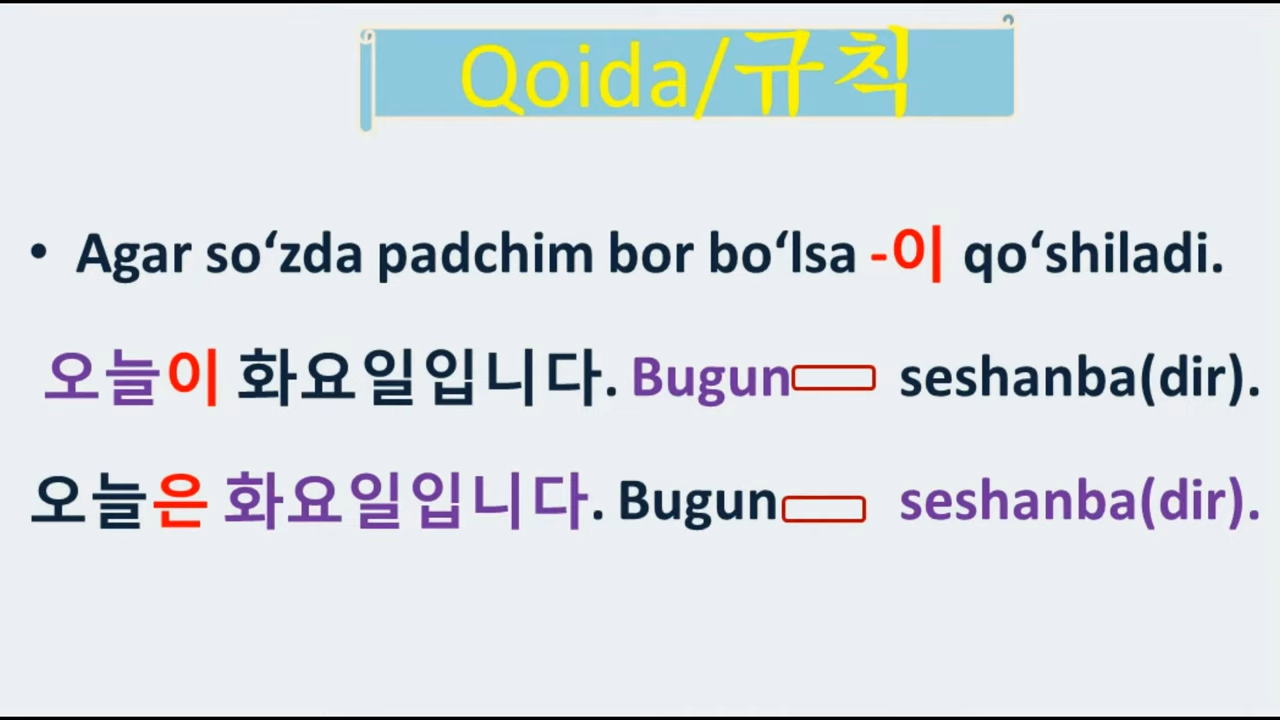 Qoida/규칙
• Agar so‘zda padchim bor bo‘lsa -이 qo‘shiladi.
오늘이 화요일입니다. Bugun seshanba(dir).
오늘은 화요일입니다. Bugun seshanba(dir).